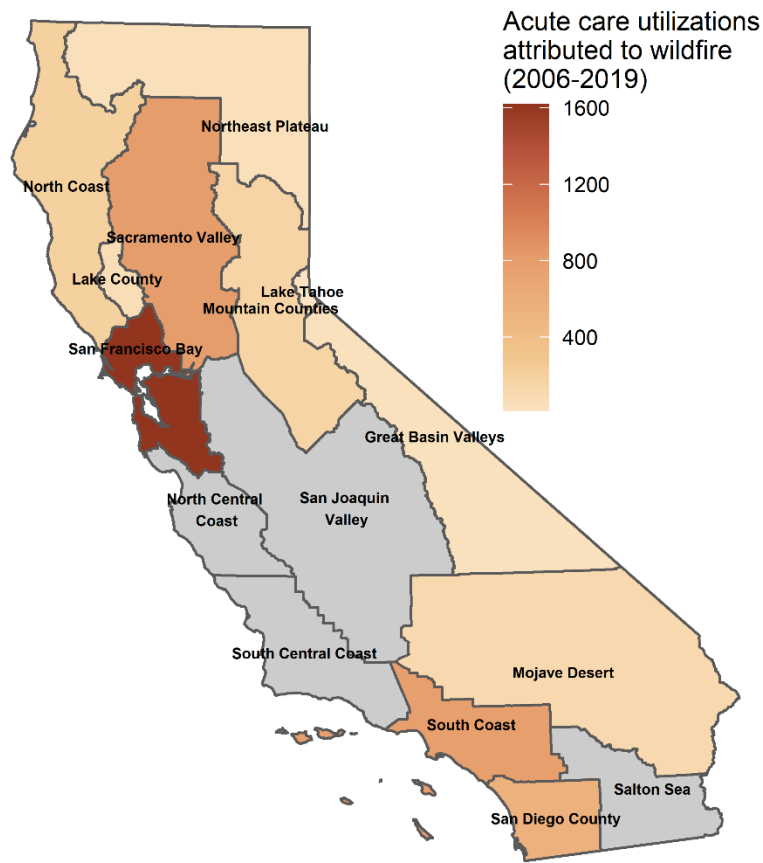 Acute care utilizations
attributed to wildfire
(2006-2019)
1600
1200
800
400
Northeast Plateau
North Coast
Sacramento Valley
Lake County
Lake Tahoe
Mountain Counties
San Francisco Bay
Great Basin Valleys
North Central
Coast
San Joaquin
Valley
South Central Coast
Mojave Desert
South Coast
Salton Sea
San Diego County